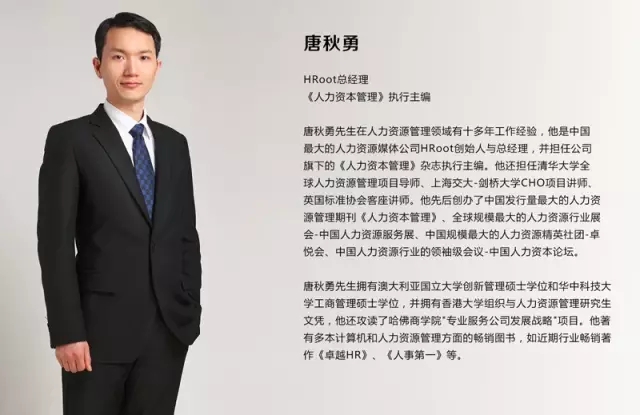 唐秋勇
HRoot总经理
《人力资本管理》执行主编
唐秋勇先生在人力资源管理领域有十多年工作经验，他是中国
最大的人力资源媒体公司HRoot创始人与总经理，并担任公司
旗下的《人力资本管理》杂志执行主编。他还担任清华大学全
球人力资源管理项目导师、上海交大-剑桥大学CHO项目讲师、
英国标准协会客座讲师。他先后创办了中国发行量最大的人力资
源管理期刊《人力资本管理》、全球规模最大的人力资源行业展
会-中国人力资源服务展、中国规模最大的人力资源精英社团-卓
悦会、中国人力资源行业的领袖级会议-中国人力资本论坛。
唐秋勇先生拥有澳大利亚国立大学创新管理硕士学位和华中科技大
学工商管理硕士学位，并拥有香港大学组织与人力资源管理研究生
文凭，他还攻读了哈佛商学院"专业服务公司发展战略"项目。他著
有多本计算机和人力资源管理方面的畅销图书，如近期行业畅销著
作《卓越HR》、《人事第一》等。